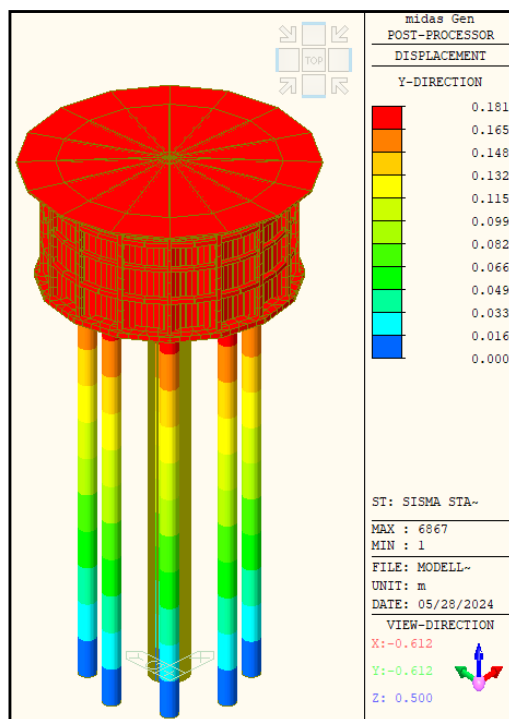 TOP
midas Gen
POST-PROCESSOR
DISPLACEMENT
Y-DIRECTION
0.181
0.165
0.148
0.132
0.115
0.099
0.082
0.066
0.049
0.033
0.016
0.000
ST: SISMA STA~
MAX : 6867
MIN : 1
FILE: MODELL~
UNIT: m
DATE: 05/28/2024
VIEW-DIRECTION
X:-0.612
Y:-0.612
Z: 0.500